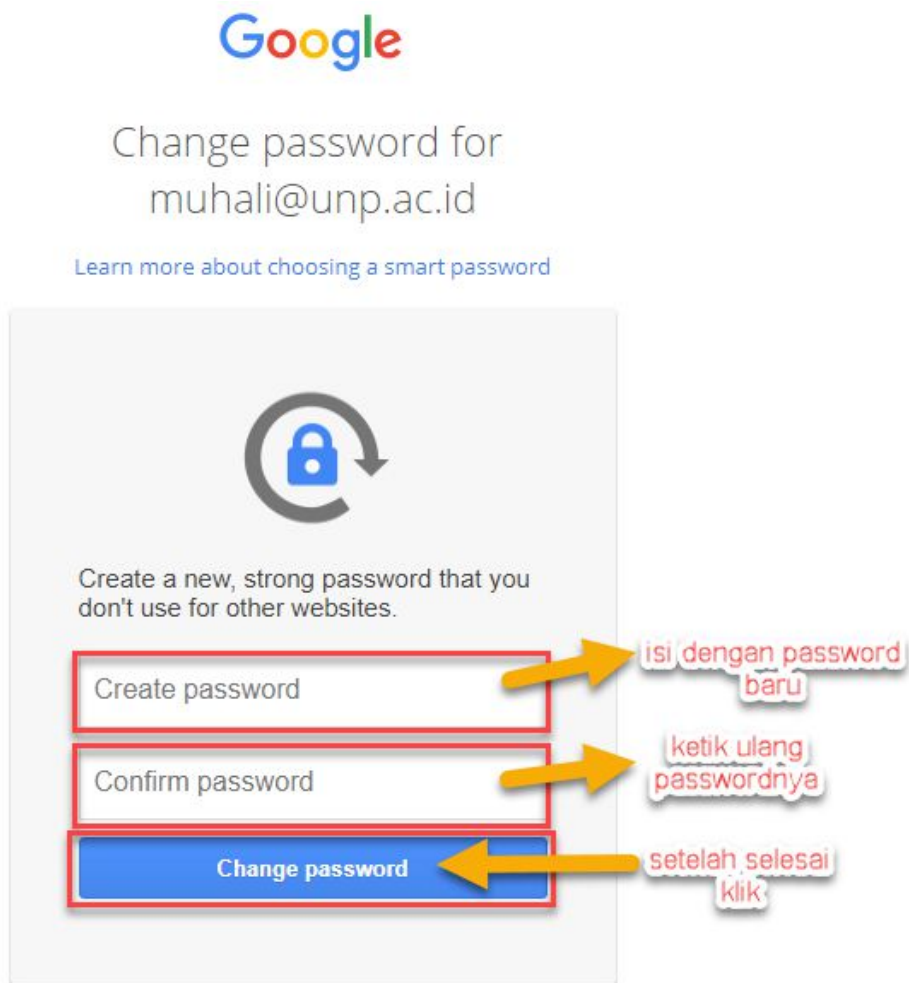 Google
Change password for
muhali@unp.ac.id
Learn more about choosing a smart password
Create a new, strong password that you
don't use for other websites.
Create password
isi dengan password
baru
Confirm password
ketik ulang
passwordnya
Change password
setelah selesai
klik